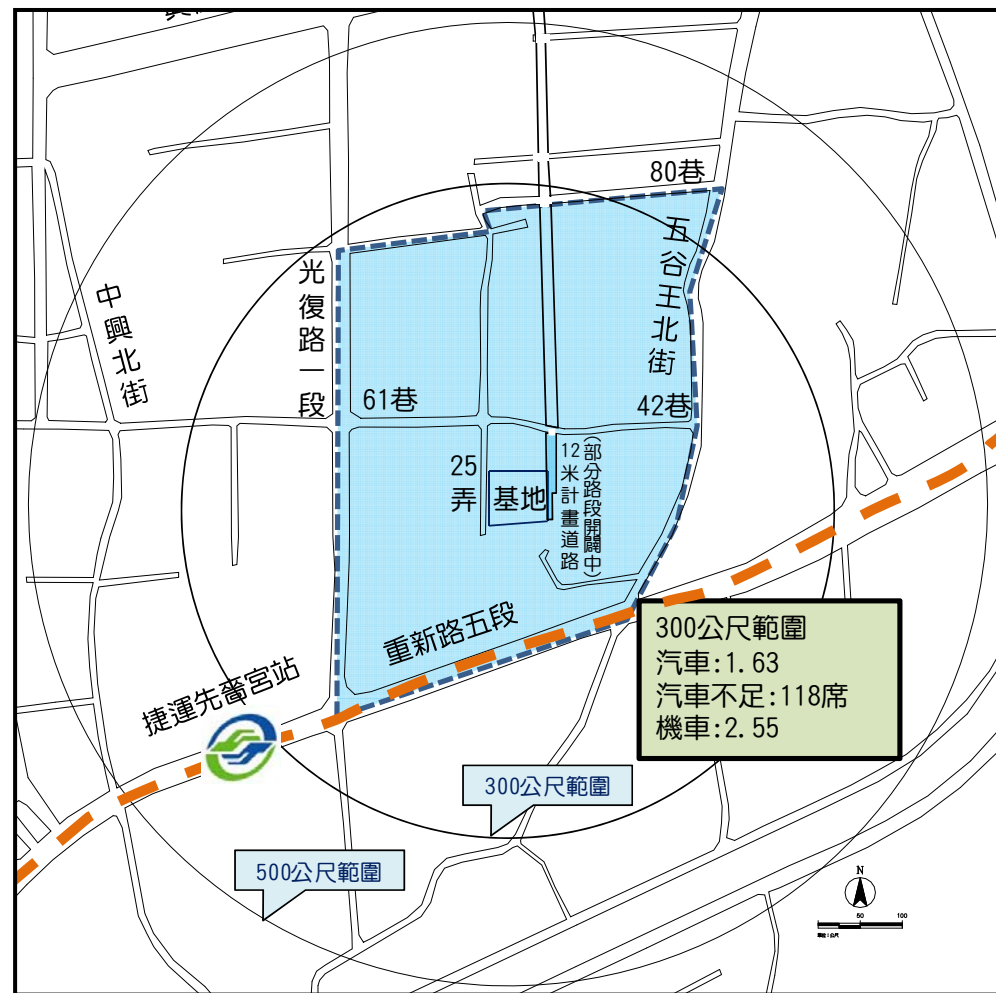 80巷
五谷王北街
光復路一段
中興北街
61巷
42巷
25弄
基地
12米計畫道路
(部分路段開闢中)
重新路五段
捷運先嗇宮站
300公尺範圍
汽車:1.63
汽車不足:118席
機車:2.55
300公尺範圍
500公尺範圍
N
50
100